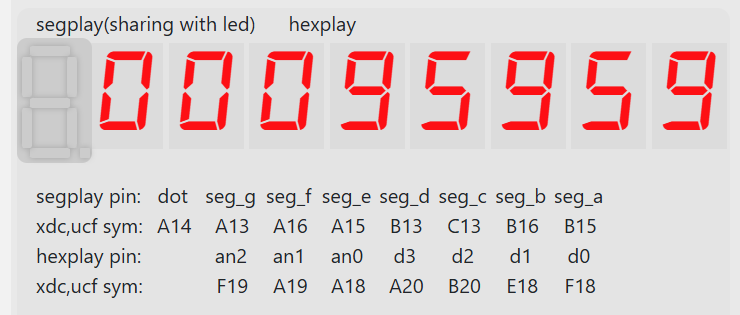 segplay(sharing with led) hexplay
00095959
segplay pin: dot seg_g seg_f seg_e seg_d seg_c seg_b seg_a
xdc,ucf sym: A14 A13 A16 A15 B13 C13 B16 B15
hexplay pin: an2 an1 an0 d3 d2 d1 d0
xdc,ucf sym: F19 A19 A18 A20 B20 E18 F18